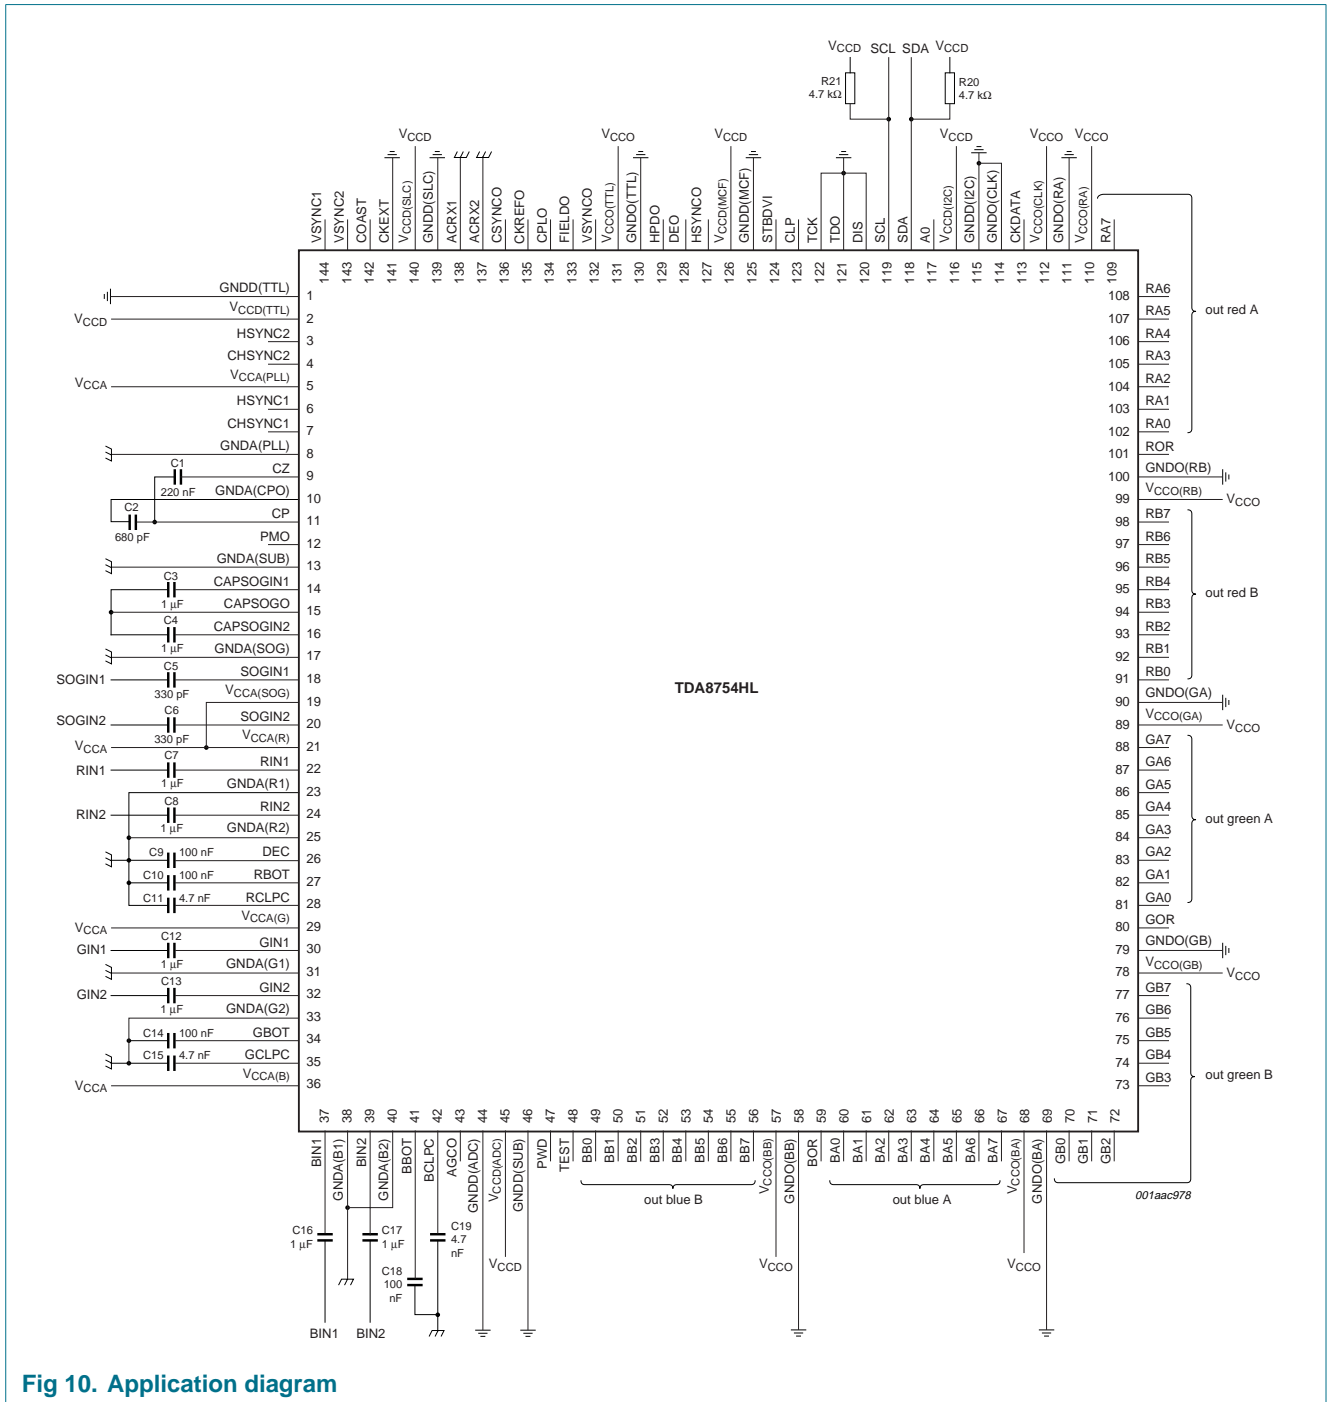 VCCD SCL SDA VCCD
R21 4.7 kΩ
R20 4.7 kΩ
VCCD VCCO VCCD VCCD VCCO VCCO
VSYNC1
VSYNC2
COAST
CKEXT
VCCD(SLC)
GNDD(SLC)
ACRX1
ACRX2
CSYNCO
CKREFO
CPLO
FIELDO
VSYNCO
VCCO(TTL)
GNDO(TTL)
HPDO
DEO
HSYNCO
VCCD(MCF)
GNDD(MCF)
STBDVI
CLP
TCK
TDO
DIS
SCL
SDA
A0
VCCD(I2C)
GNDD(I2C)
GNDO(CLK)
CKDATA
VCCO(CLK)
GNDO(RA)
VCCO(RA)
RA7
144 143 142 141 140 139 138 137 136 135 134 133 132 131 130 129 128 127 126 125 124 123 122 121 120 119 118 117 116 115 114 113 112 111 110 109
GNDD(TTL) 1
VCCD VCCD(TTL) 2
HSYNC2 3
CHSYNC2 4
VCCA VCCA(PLL) 5
HSYNC1 6
CHSYNC1 7
GNDA(PLL) 8
C1 220 nF CZ 9
GNDA(CPO) 10
C2 680 pF CP 11
PMO 12
GNDA(SUB) 13
C3 1 μF CAPSOGIN1 14
CAPSOGO 15
C4 1 μF CAPSOGIN2 16
GNDA(SOG) 17
SOGIN1 C5 330 pF SOGIN1 18
VCCA(SOG) 19
SOGIN2 C6 330 pF SOGIN2 20
VCCA VCCA(R) 21
RIN1 C7 1 μF RIN1 22
GNDA(R1) 23
RIN2 C8 1 μF RIN2 24
GNDA(R2) 25
C9 100 nF DEC 26
C10 100 nF RBOT 27
C11 4.7 nF RCLPC 28
VCCA VCCA(G) 29
GIN1 C12 1 μF GIN1 30
GNDA(G1) 31
GIN2 C13 1 μF GIN2 32
GNDA(G2) 33
C14 100 nF GBOT 34
C15 4.7 nF GCLPC 35
VCCA VCCA(B) 36
TDA8754HL
108 RA6
107 RA5
106 RA4
105 RA3
104 RA2
103 RA1
102 RA0
out red A
101 ROR
100 GNDO(RB)
99 VCCO(RB) VCCO
98 RB7
97 RB6
96 RB5
95 RB4
94 RB3
93 RB2
92 RB1
91 RB0
out red B
90 GNDO(GA)
89 VCCO(GA) VCCO
88 GA7
87 GA6
86 GA5
85 GA4
84 GA3
83 GA2
82 GA1
81 GA0
out green A
80 GOR
79 GNDO(GB)
78 VCCO(GB) VCCO
77 GB7
76 GB6
75 GB5
74 GB4
73 GB3
out green B
37 38 39 40 41 42 43 44 45 46 47 48 49 50 51 52 53 54 55 56 57 58 59 60 61 62 63 64 65 66 67 68 69 70 71 72
BIN1
GNDA(B1)
BIN2
GNDA(B2)
BBOT
BCLPC
AGCO
GNDD(ADC)
VCCD(ADC)
GNDD(SUB)
PWD
TEST
BB0
BB1
BB2
BB3
BB4
BB5
BB6
BB7
VCCO(BB)
GNDO(BB)
BOR
BA0
BA1
BA2
BA3
BA4
BA5
BA6
BA7
VCCO(BA)
GNDO(BA)
GB0
GB1
GB2
out blue B
out blue A
001aac978
C16 1 μF
C17 1 μF
C18 100 nF
C19 4.7 nF
VCCD
VCCO
VCCO
BIN1 BIN2
Fig 10. Application diagram